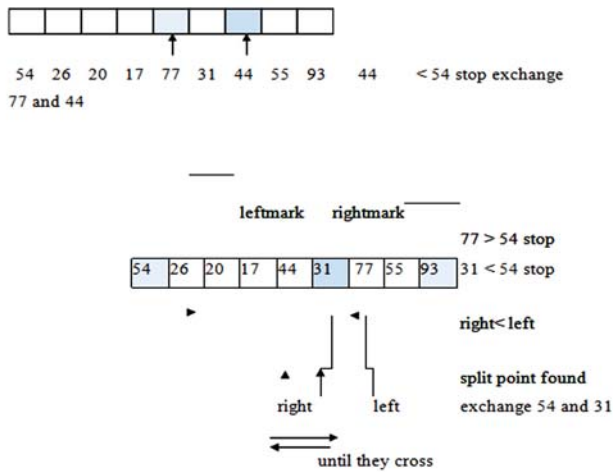 54 26 20 17 77 31 44 55 93 44 < 54 stop exchange
77 and 44
leftmark rightmark
77 > 54 stop
54 26 20 17 44 31 77 55 93 31 < 54 stop
right< left
split point found
right left exchange 54 and 31
until they cross